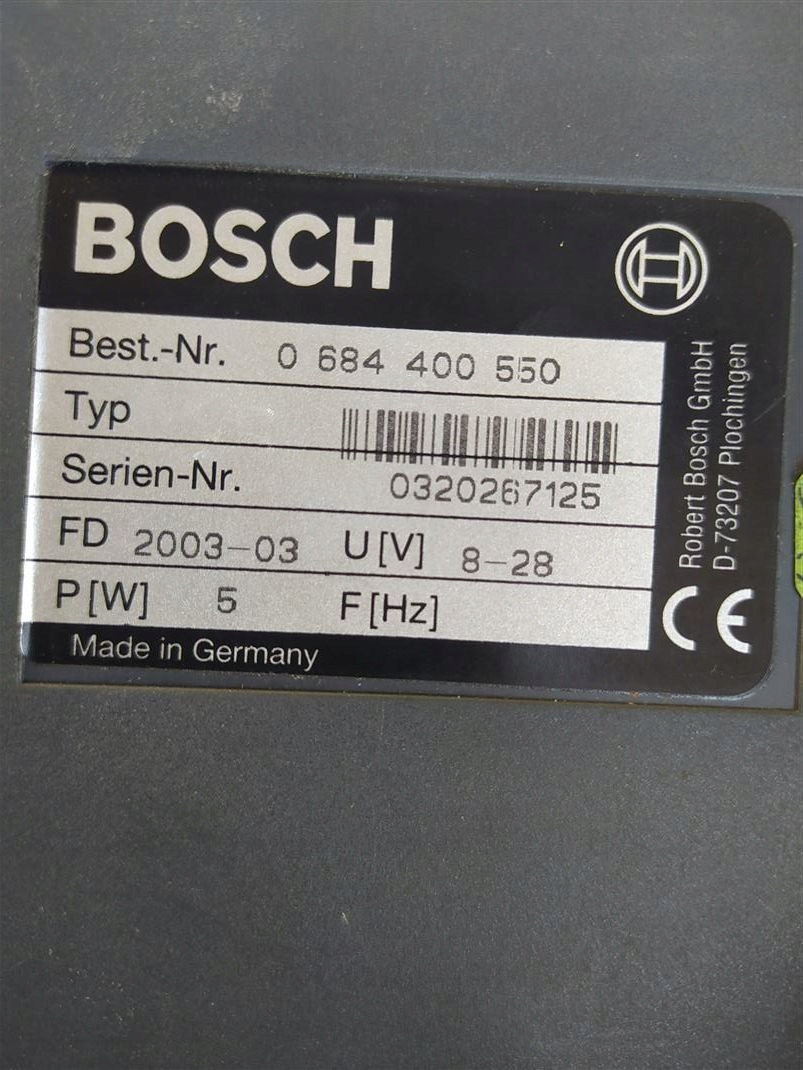 BOSCH
Best.-Nr. 0 684 400 550
Typ
Serien-Nr. 0320267125
FD 2003-03 U[V] 8-28
P[W] 5 F[Hz]
Made in Germany
Robert Bosch GmbH
D-73207 Plochingen
CE